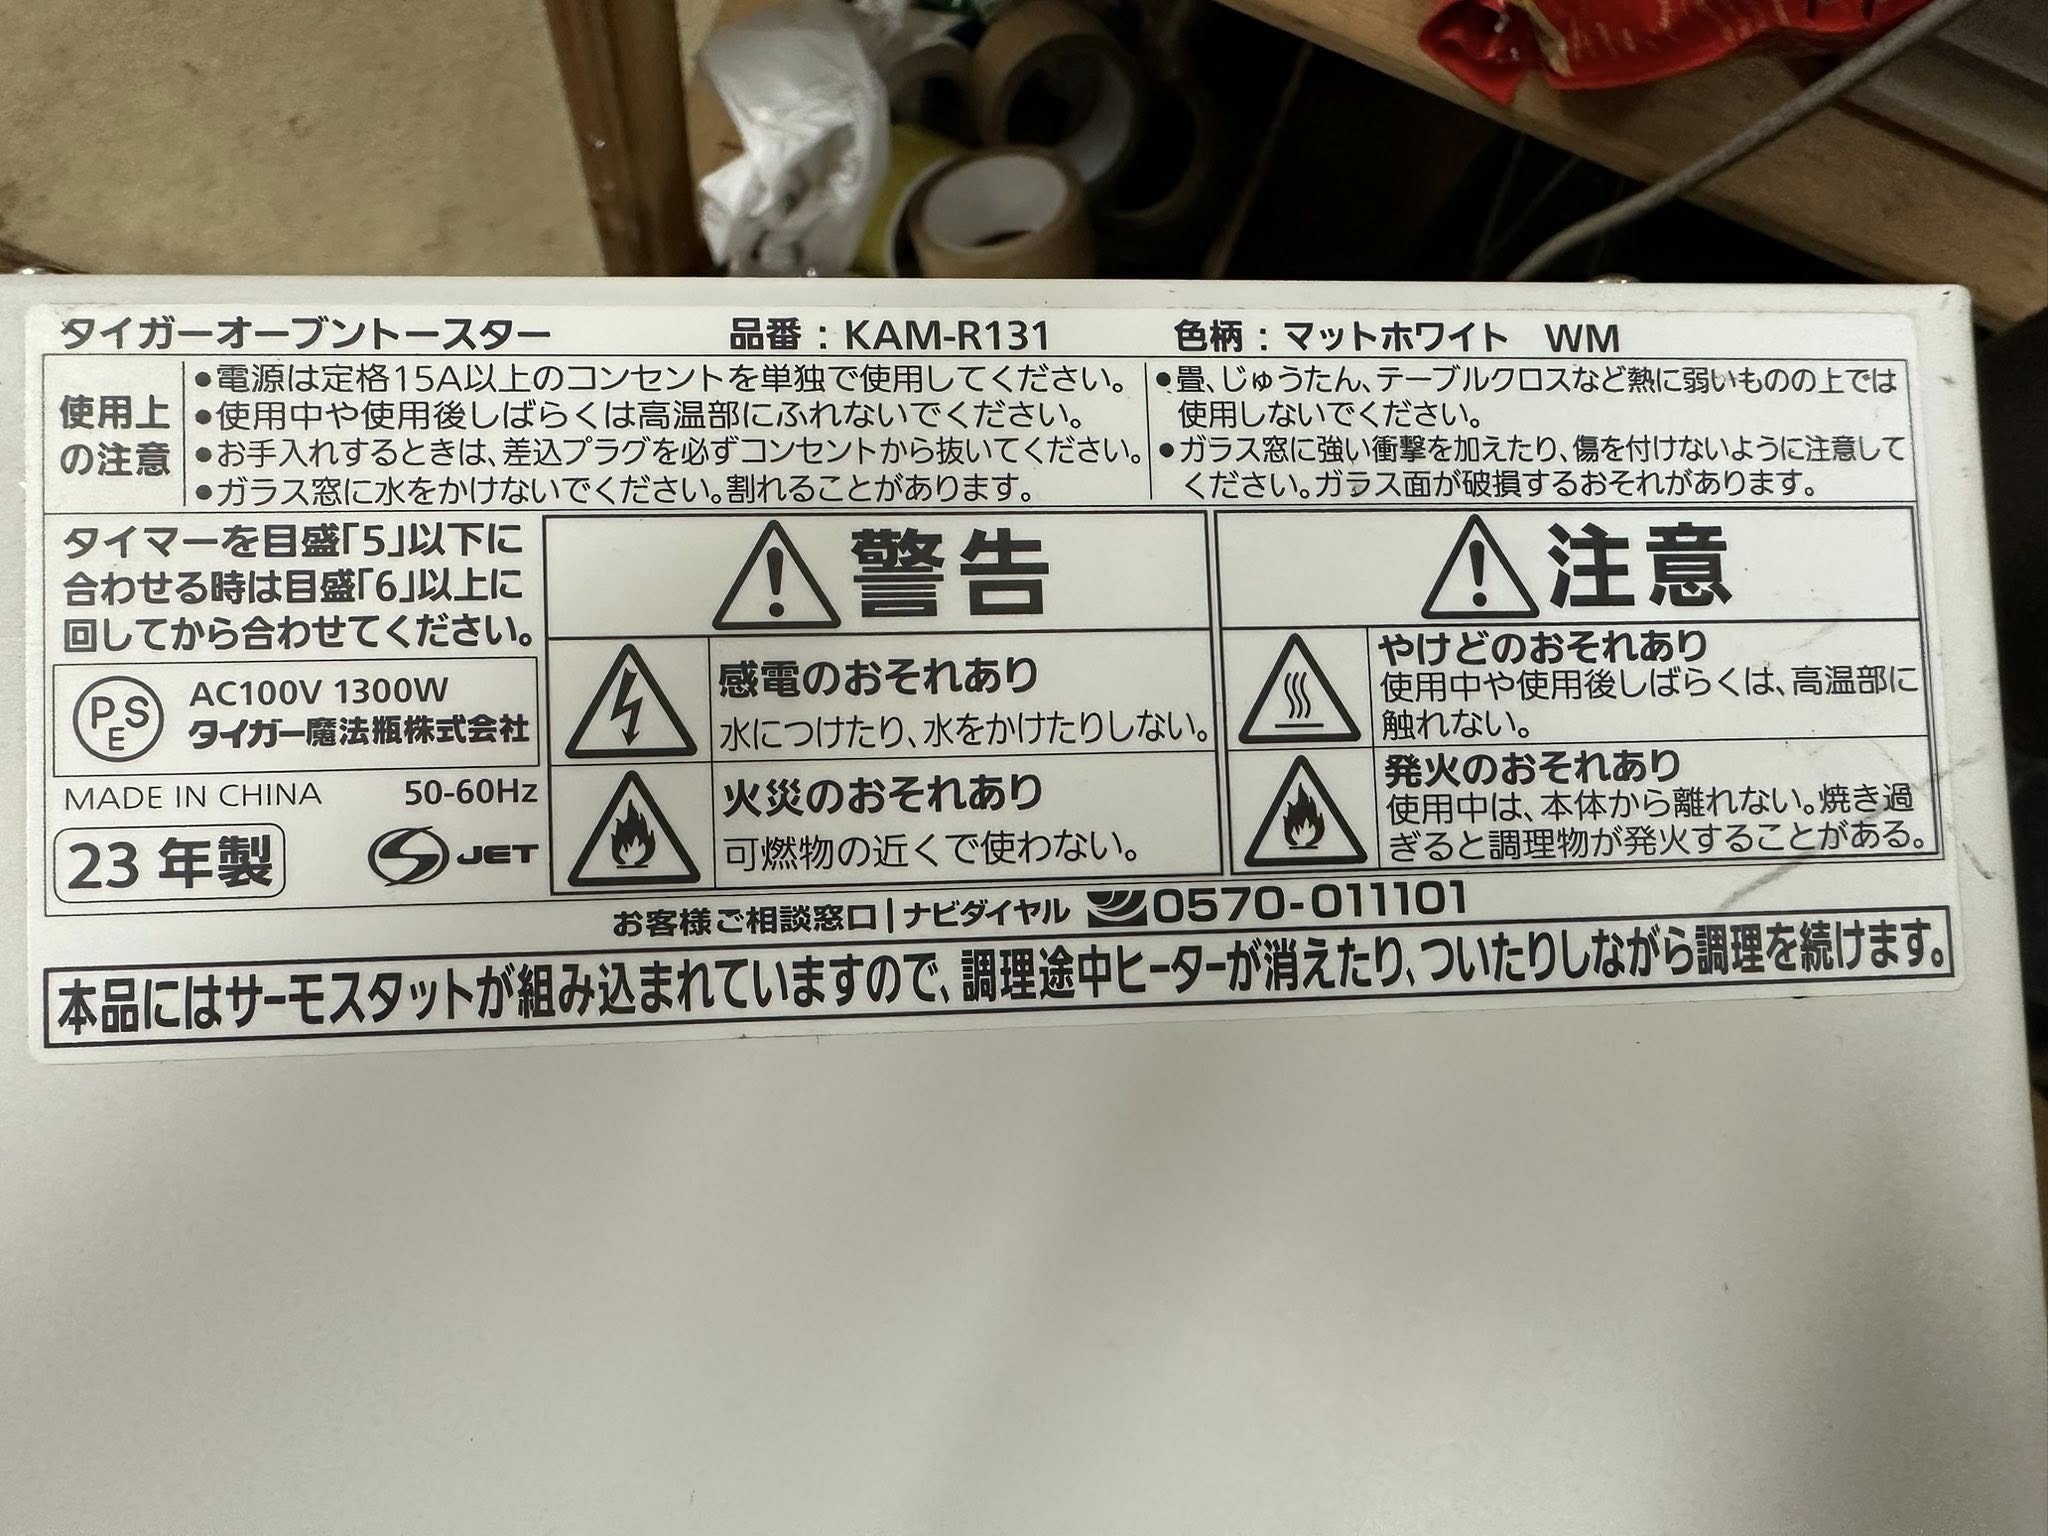 タイガーオーブントースター 品番：KAM-R131 色柄：マットホワイト WM
使用上
の注意
●電源は定格15A以上のコンセントを単独で使用してください。
●使用中や使用後しばらくは高温部にふれないでください。
●お手入れするときは、差込プラグを必ずコンセントから抜いてください。
●ガラス窓に水をかけないでください。割れることがあります。
●畳、じゅうたん、テーブルクロスなど熱に弱いものの上では
使用しないでください。
●ガラス窓に強い衝撃を加えたり、傷を付けないように注意して
ください。ガラス面が破損するおそれがあります。
タイマーを目盛「5」以下に
合わせる時は目盛「6」以上に
回してから合わせてください。
PSE
AC100V 1300W
タイガー魔法瓶株式会社
MADE IN CHINA 50-60Hz
23 年製
JET
警告
感電のおそれあり
水につけたり、水をかけたりしない。
火災のおそれあり
可燃物の近くで使わない。
注意
やけどのおそれあり
使用中や使用後しばらくは、高温部に
触れない。
発火のおそれあり
使用中は、本体から離れない。焼き過
ぎると調理物が発火することがある。
お客様ご相談窓口｜ナビダイヤル 0570-011101
本品にはサーモスタットが組み込まれていますので、調理途中ヒーターが消えたり、ついたりしながら調理を続けます。